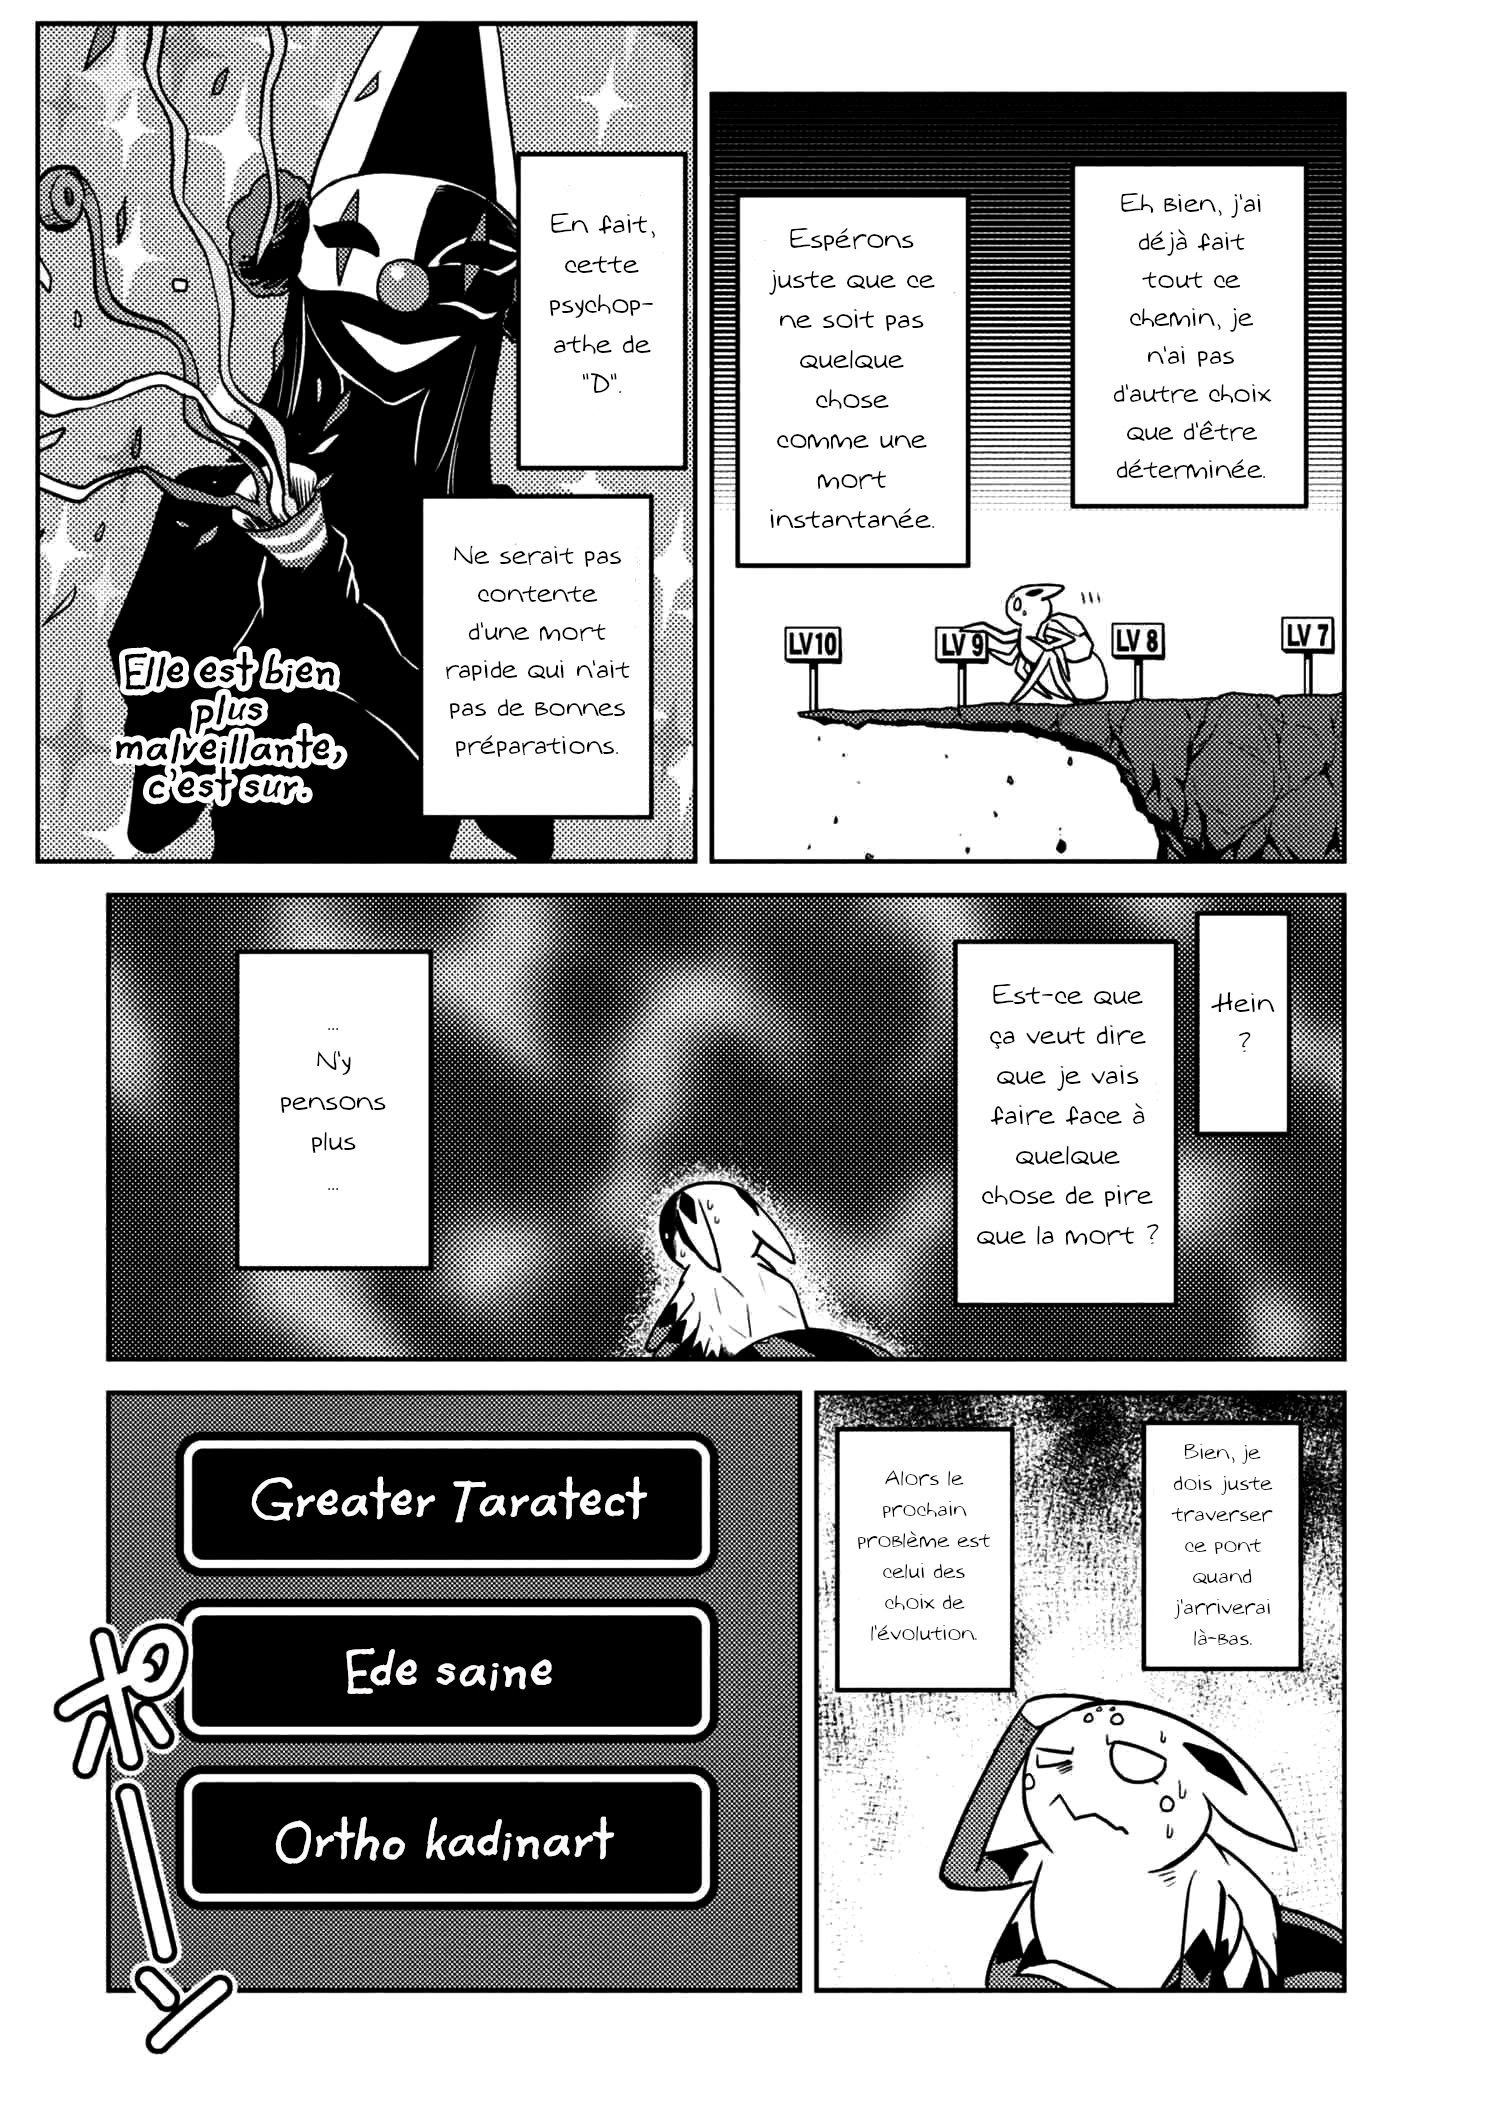 Eh bien, j'ai
déjà fait
tout ce
chemin, je
n'ai pas
d'autre choix
que d'être
déterminée.
Espérons
juste que ce
ne soit pas
quelque
chose
comme une
mort
instantanée.
LV10
LV 9
LV 8
LV 7
En fait,
cette
psychop-
athe de
"D".
Ne serait pas
contente
d'une mort
rapide qui n'ait
pas de bonnes
préparations.
Elle est bien
plus
malveillante,
c'est sur.
Hein
?
Est-ce que
ça veut dire
que je vais
faire face à
quelque
chose de pire
que la mort ?
...
N'y
pensons
plus
...
Bien, je
dois juste
traverser
ce pont
quand
j'arriverai
là-bas.
Alors le
prochain
problème est
celui des
choix de
l'évolution.
Greater Taratect
Ede saine
Ortho kadinart
ポーン